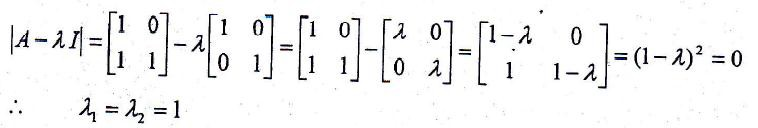 |A − λI| = [1 0; 1 1] − λ[1 0; 0 1] = [1 0; 1 1] − [λ 0; 0 λ] = [1−λ 0; 1 1−λ] = (1−λ)² = 0
∴ λ₁ = λ₂ = 1